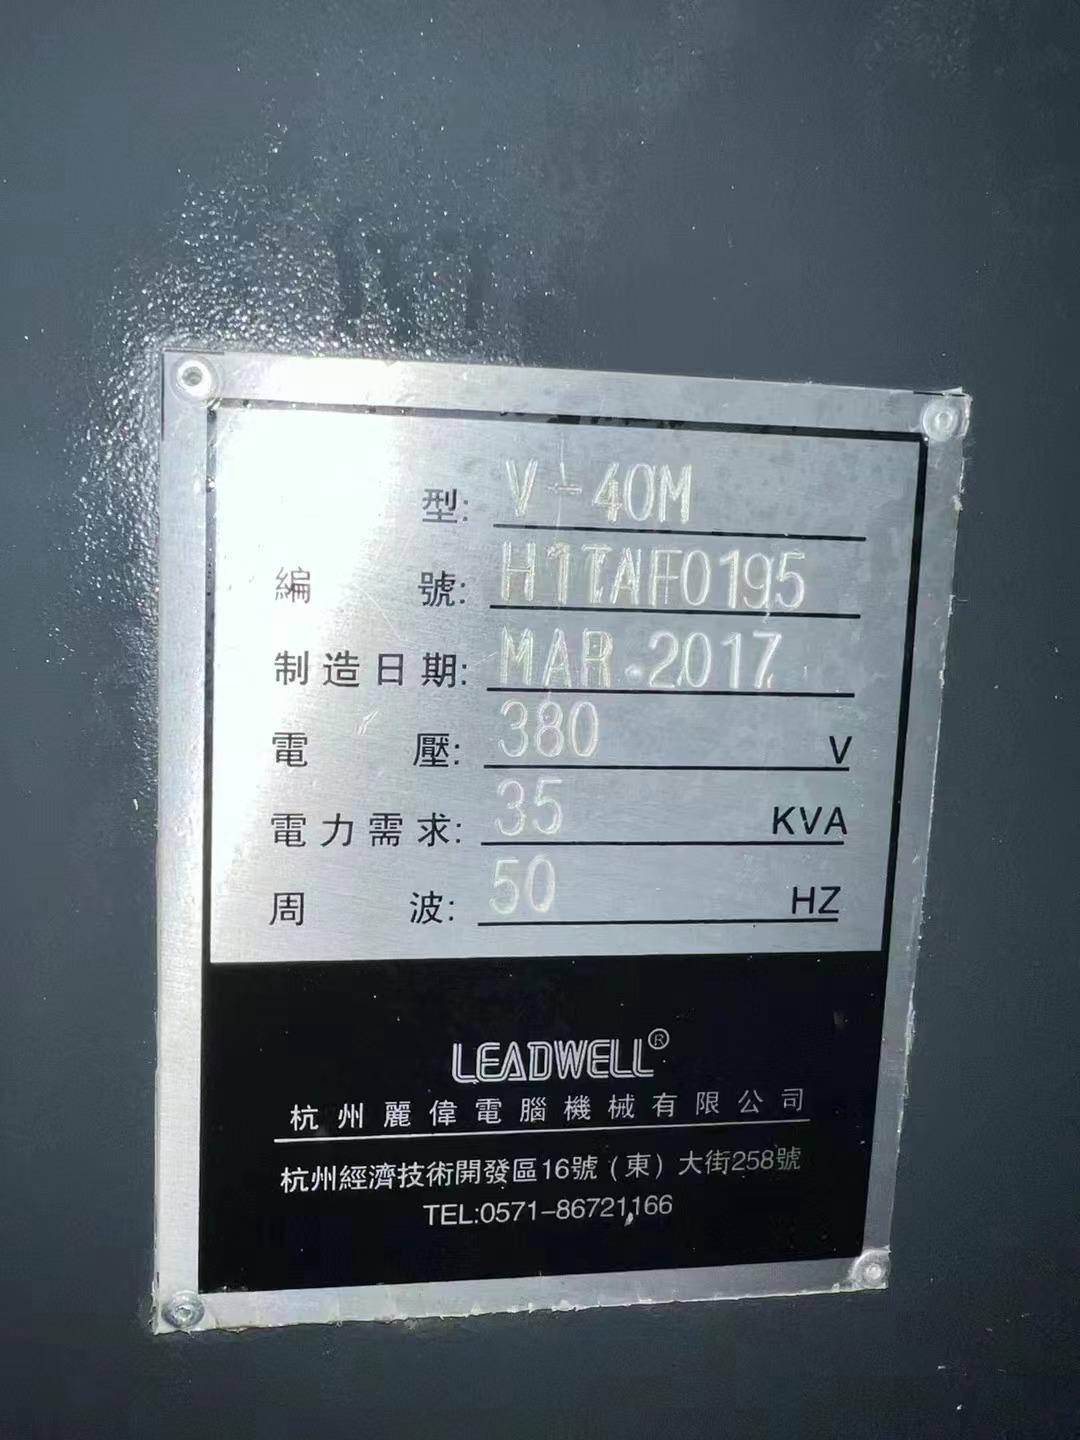 型: V-40M
編 號: H1TAF0195
制造日期: MAR.2017
電 壓: 380 V
電力需求: 35 KVA
周 波: 50 HZ
LEADWELL®
杭州麗偉電腦機械有限公司
杭州經濟技術開發區16號（東）大街258號
TEL:0571-86721166